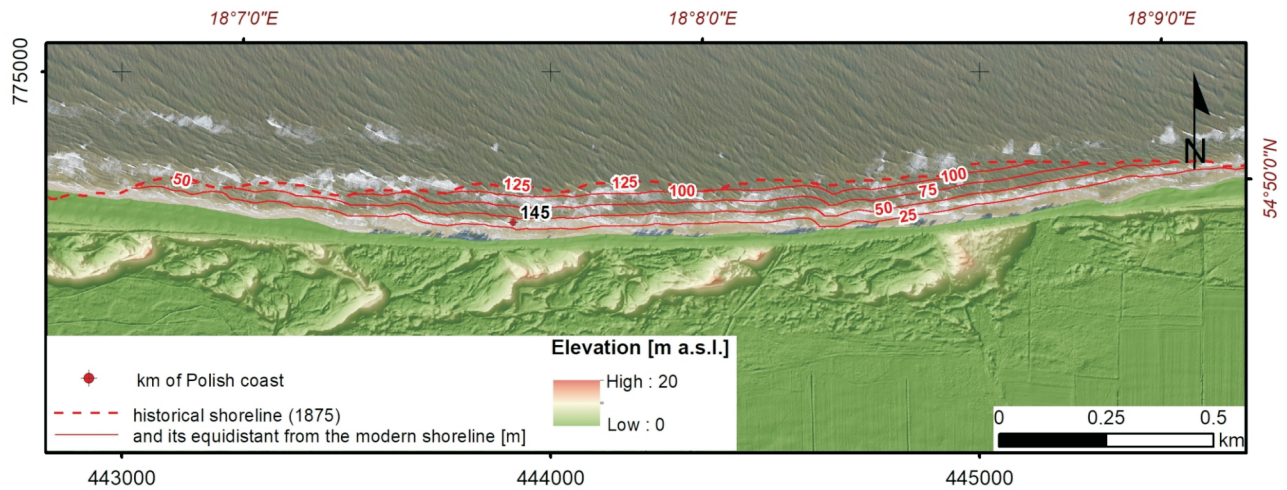 18°7'0"E
18°8'0"E
18°9'0"E
775000
54°50'0"N
N
50
125
125
100
100
75
50
25
145
km of Polish coast
historical shoreline (1875)
and its equidistant from the modern shoreline [m]
Elevation [m a.s.l.]
High : 20
Low : 0
0 0.25 0.5
km
443000
444000
445000